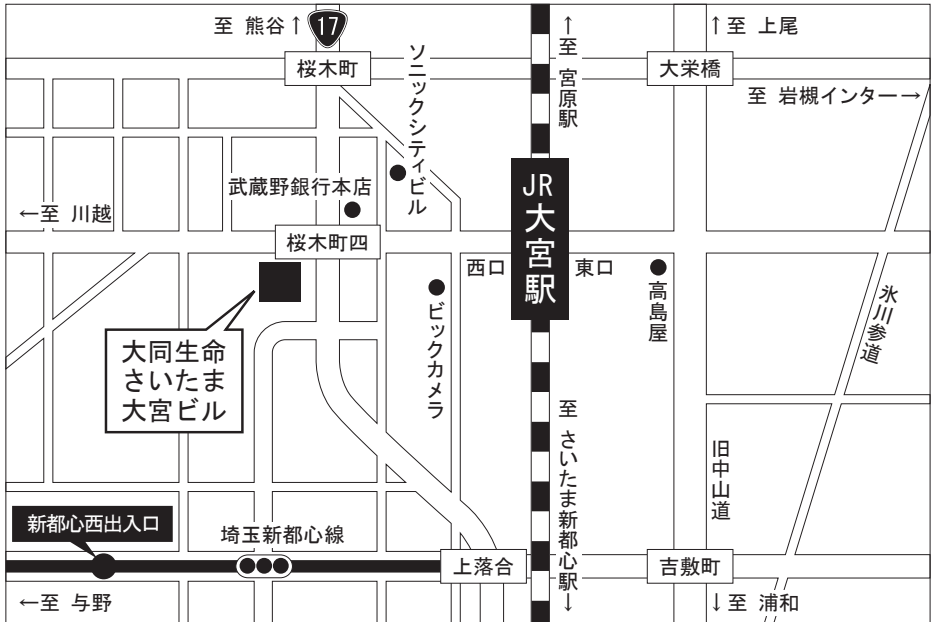 至 熊谷↑
17
↑至 宮原駅
↑至 上尾
桜木町
ソニックシティビル
大栄橋
至 岩槻インター→
武蔵野銀行本店
JR大宮駅
←至 川越
桜木町四
西口
東口
高島屋
ビックカメラ
氷川参道
大同生命
さいたま
大宮ビル
至 さいたま新都心駅↓
旧中山道
新都心西出入口
埼玉新都心線
上落合
吉敷町
←至 与野
↓至 浦和